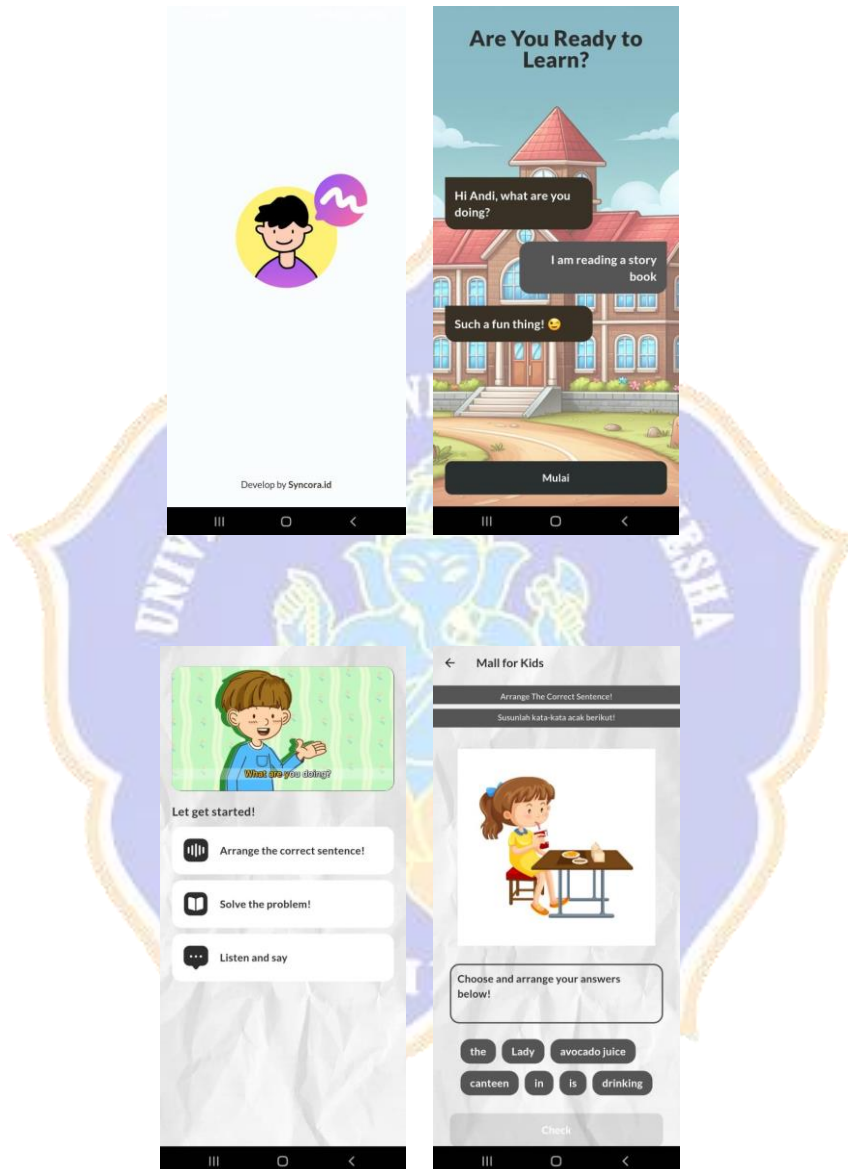 Are You Ready to
Learn?
Hi Andi, what are you
doing?
I am reading a story
book
Such a fun thing! 😉
Mulai
Develop by Syncora.id
What are you doing?
Let get started!
Arrange the correct sentence!
Solve the problem!
Listen and say
Mall for Kids
Arrange The Correct Sentence!
Susunlah kata-kata acak berikut!
Choose and arrange your answers
below!
the Lady avocado juice
canteen in is drinking
Check